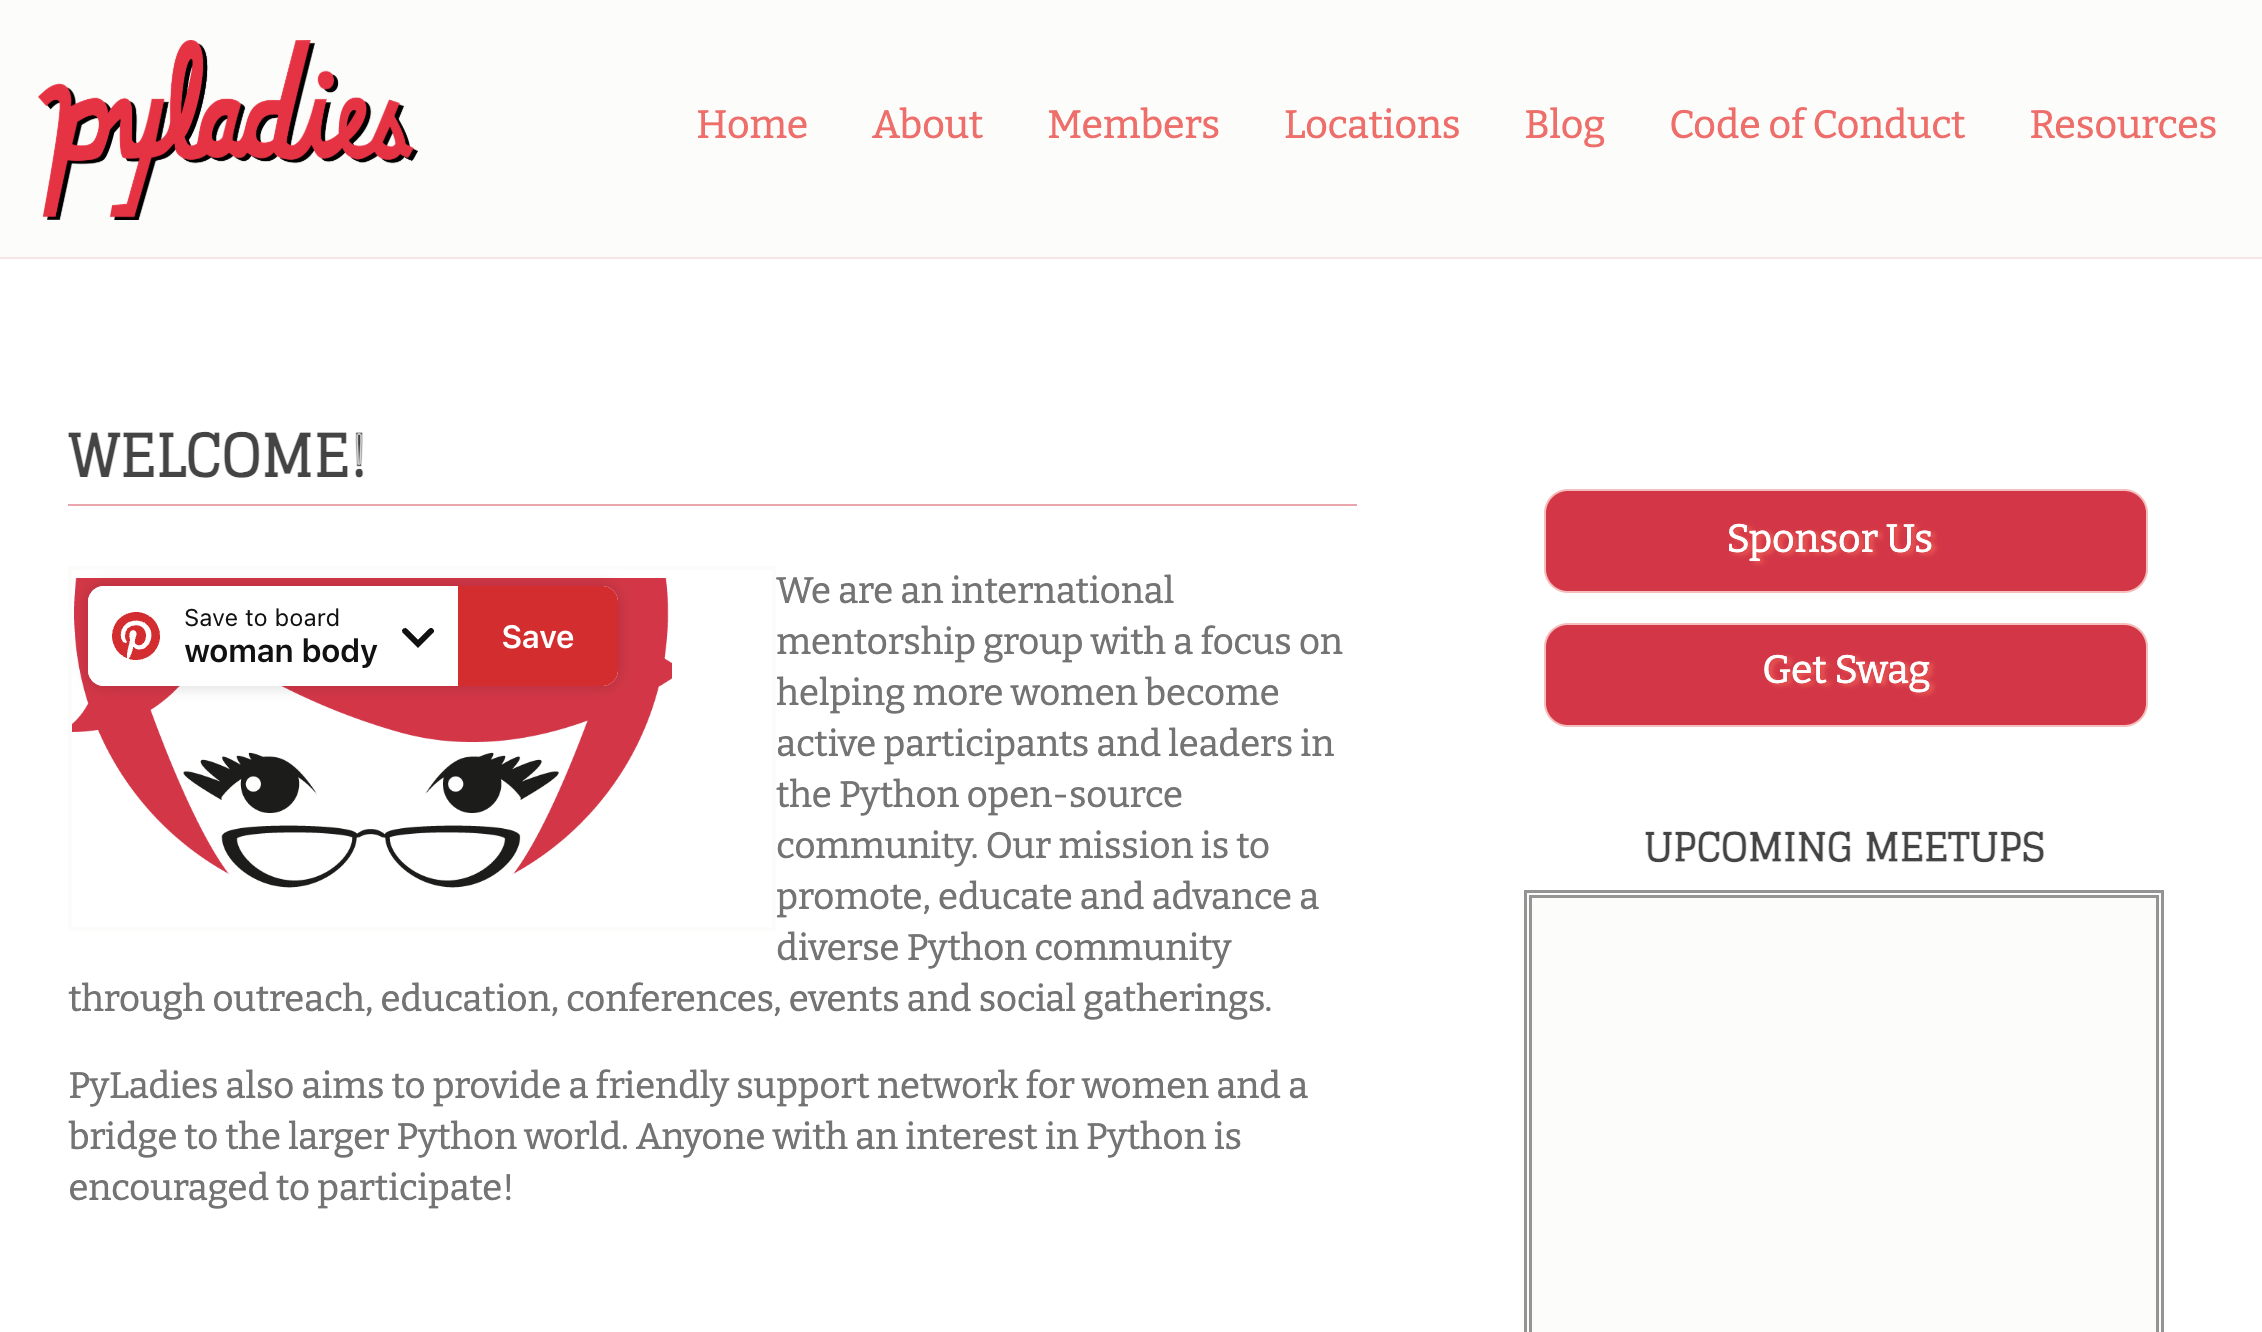 pyladies
Home About Members Locations Blog Code of Conduct Resources
WELCOME!
Save to board
woman body
Save
We are an international
mentorship group with a focus on
helping more women become
active participants and leaders in
the Python open-source
community. Our mission is to
promote, educate and advance a
diverse Python community
through outreach, education, conferences, events and social gatherings.
PyLadies also aims to provide a friendly support network for women and a
bridge to the larger Python world. Anyone with an interest in Python is
encouraged to participate!
Sponsor Us
Get Swag
UPCOMING MEETUPS